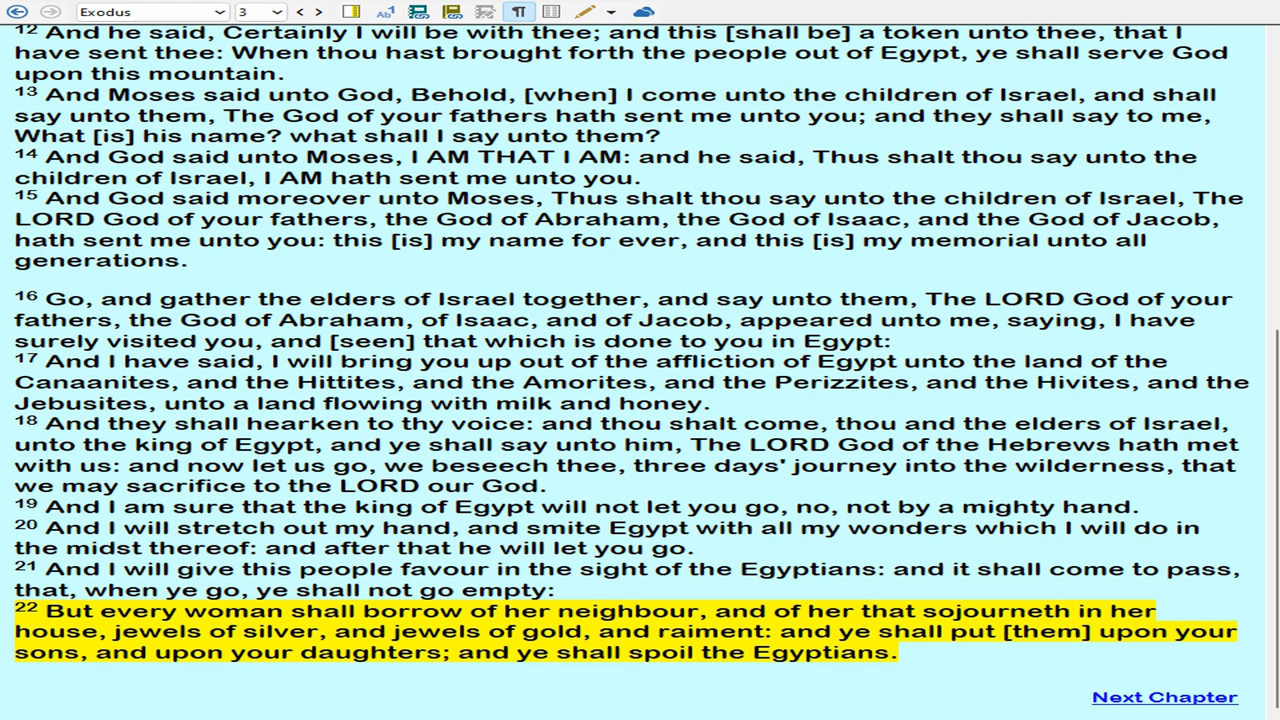 Exodus 3 < >
12 And he said, Certainly I will be with thee; and this [shall be] a token unto thee, that I
have sent thee: When thou hast brought forth the people out of Egypt, ye shall serve God
upon this mountain.
13 And Moses said unto God, Behold, [when] I come unto the children of Israel, and shall
say unto them, The God of your fathers hath sent me unto you; and they shall say to me,
What [is] his name? what shall I say unto them?
14 And God said unto Moses, I AM THAT I AM: and he said, Thus shalt thou say unto the
children of Israel, I AM hath sent me unto you.
15 And God said moreover unto Moses, Thus shalt thou say unto the children of Israel, The
LORD God of your fathers, the God of Abraham, the God of Isaac, and the God of Jacob,
hath sent me unto you: this [is] my name for ever, and this [is] my memorial unto all
generations.
16 Go, and gather the elders of Israel together, and say unto them, The LORD God of your
fathers, the God of Abraham, of Isaac, and of Jacob, appeared unto me, saying, I have
surely visited you, and [seen] that which is done to you in Egypt:
17 And I have said, I will bring you up out of the affliction of Egypt unto the land of the
Canaanites, and the Hittites, and the Amorites, and the Perizzites, and the Hivites, and the
Jebusites, unto a land flowing with milk and honey.
18 And they shall hearken to thy voice: and thou shalt come, thou and the elders of Israel,
unto the king of Egypt, and ye shall say unto him, The LORD God of the Hebrews hath met
with us: and now let us go, we beseech thee, three days' journey into the wilderness, that
we may sacrifice to the LORD our God.
19 And I am sure that the king of Egypt will not let you go, no, not by a mighty hand.
20 And I will stretch out my hand, and smite Egypt with all my wonders which I will do in
the midst thereof: and after that he will let you go.
21 And I will give this people favour in the sight of the Egyptians: and it shall come to pass,
that, when ye go, ye shall not go empty:
22 But every woman shall borrow of her neighbour, and of her that sojourneth in her
house, jewels of silver, and jewels of gold, and raiment: and ye shall put [them] upon your
sons, and upon your daughters; and ye shall spoil the Egyptians.
Next Chapter